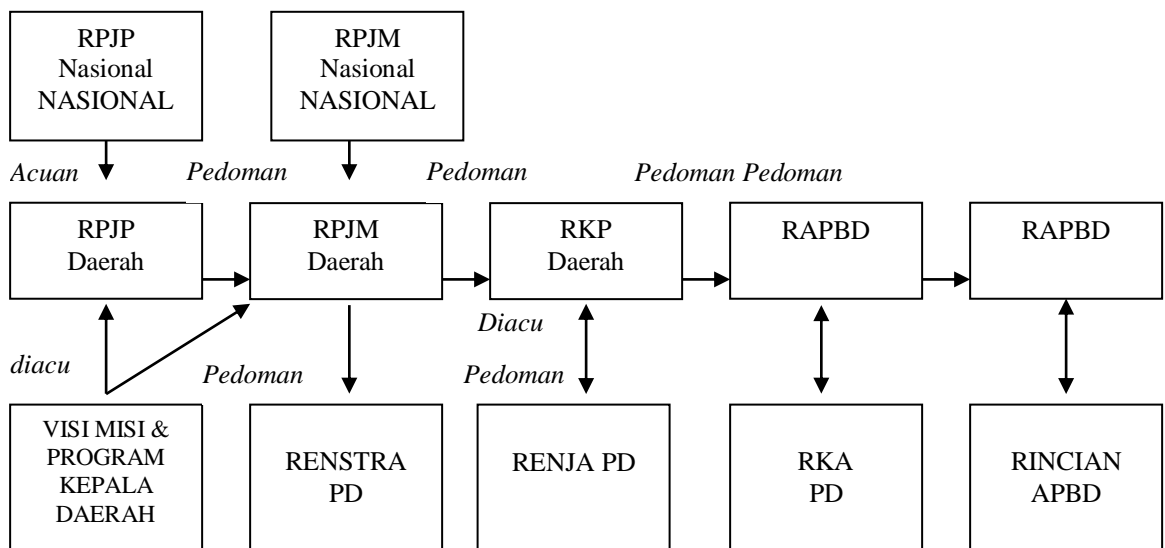 RPJP
Nasional
NASIONAL
RPJM
Nasional
NASIONAL
Acuan
Pedoman
Pedoman
Pedoman Pedoman
RPJP
Daerah
RPJM
Daerah
RKP
Daerah
RAPBD
RAPBD
Diacu
diacu
Pedoman
Pedoman
VISI MISI &
PROGRAM
KEPALA
DAERAH
RENSTRA
PD
RENJA PD
RKA
PD
RINCIAN
APBD